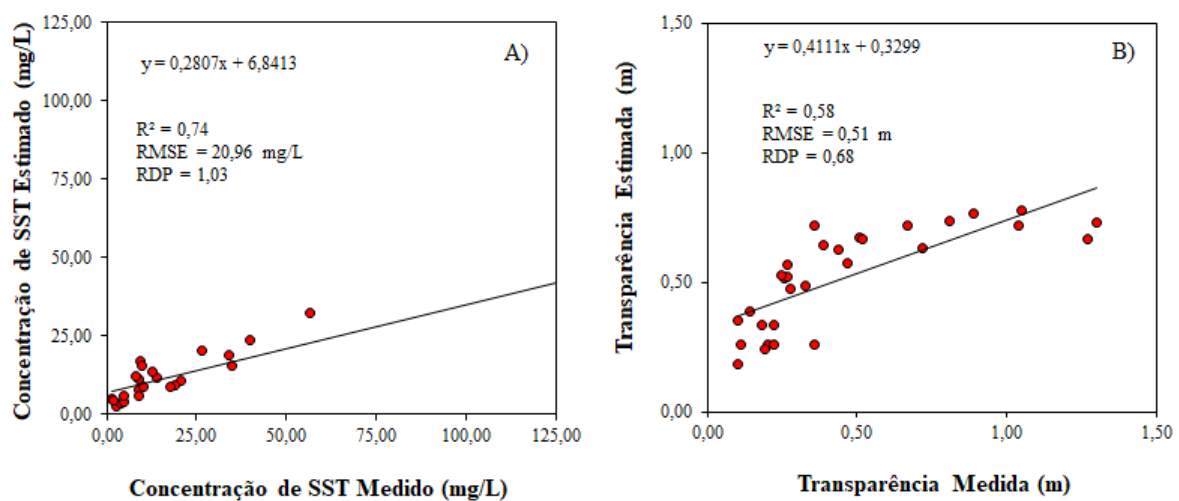 A)
y = 0,2807x + 6,8413
R² = 0,74
RMSE = 20,96 mg/L
RDP = 1,03
Concentração de SST Estimado (mg/L)
125,00
100,00
75,00
50,00
25,00
0,00
0,00 25,00 50,00 75,00 100,00 125,00
Concentração de SST Medido (mg/L)
B)
y = 0,4111x + 0,3299
R² = 0,58
RMSE = 0,51 m
RDP = 0,68
Transparência Estimada (m)
1,50
1,00
0,50
0,00
0,00 0,50 1,00 1,50
Transparência Medida (m)